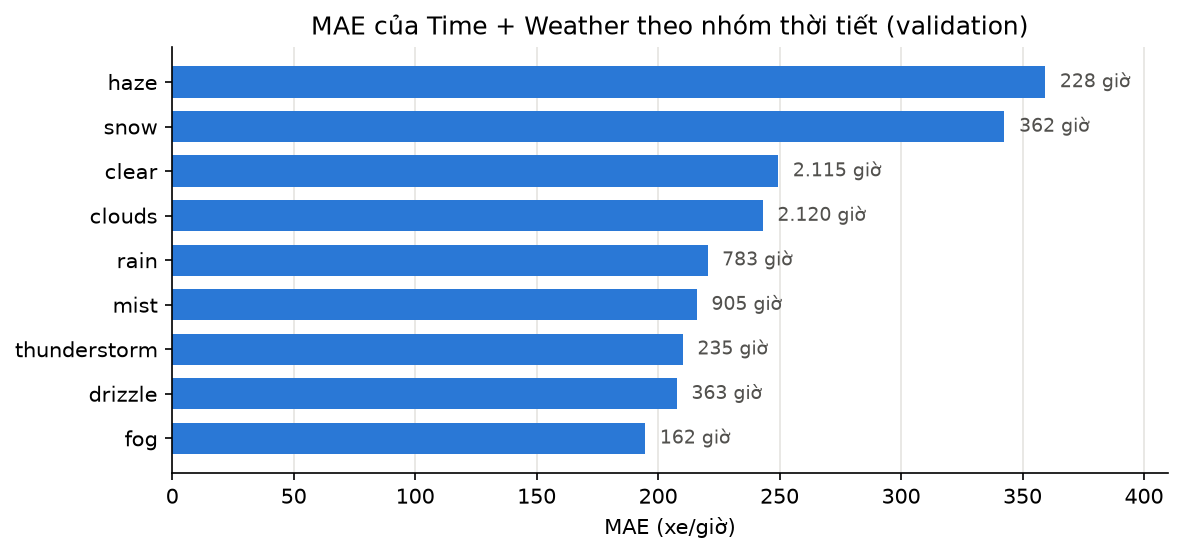 MAE của Time + Weather theo nhóm thời tiết (validation)
haze 228 giờ
snow 362 giờ
clear 2.115 giờ
clouds 2.120 giờ
rain 783 giờ
mist 905 giờ
thunderstorm 235 giờ
drizzle 363 giờ
fog 162 giờ
0 50 100 150 200 250 300 350 400
MAE (xe/giờ)